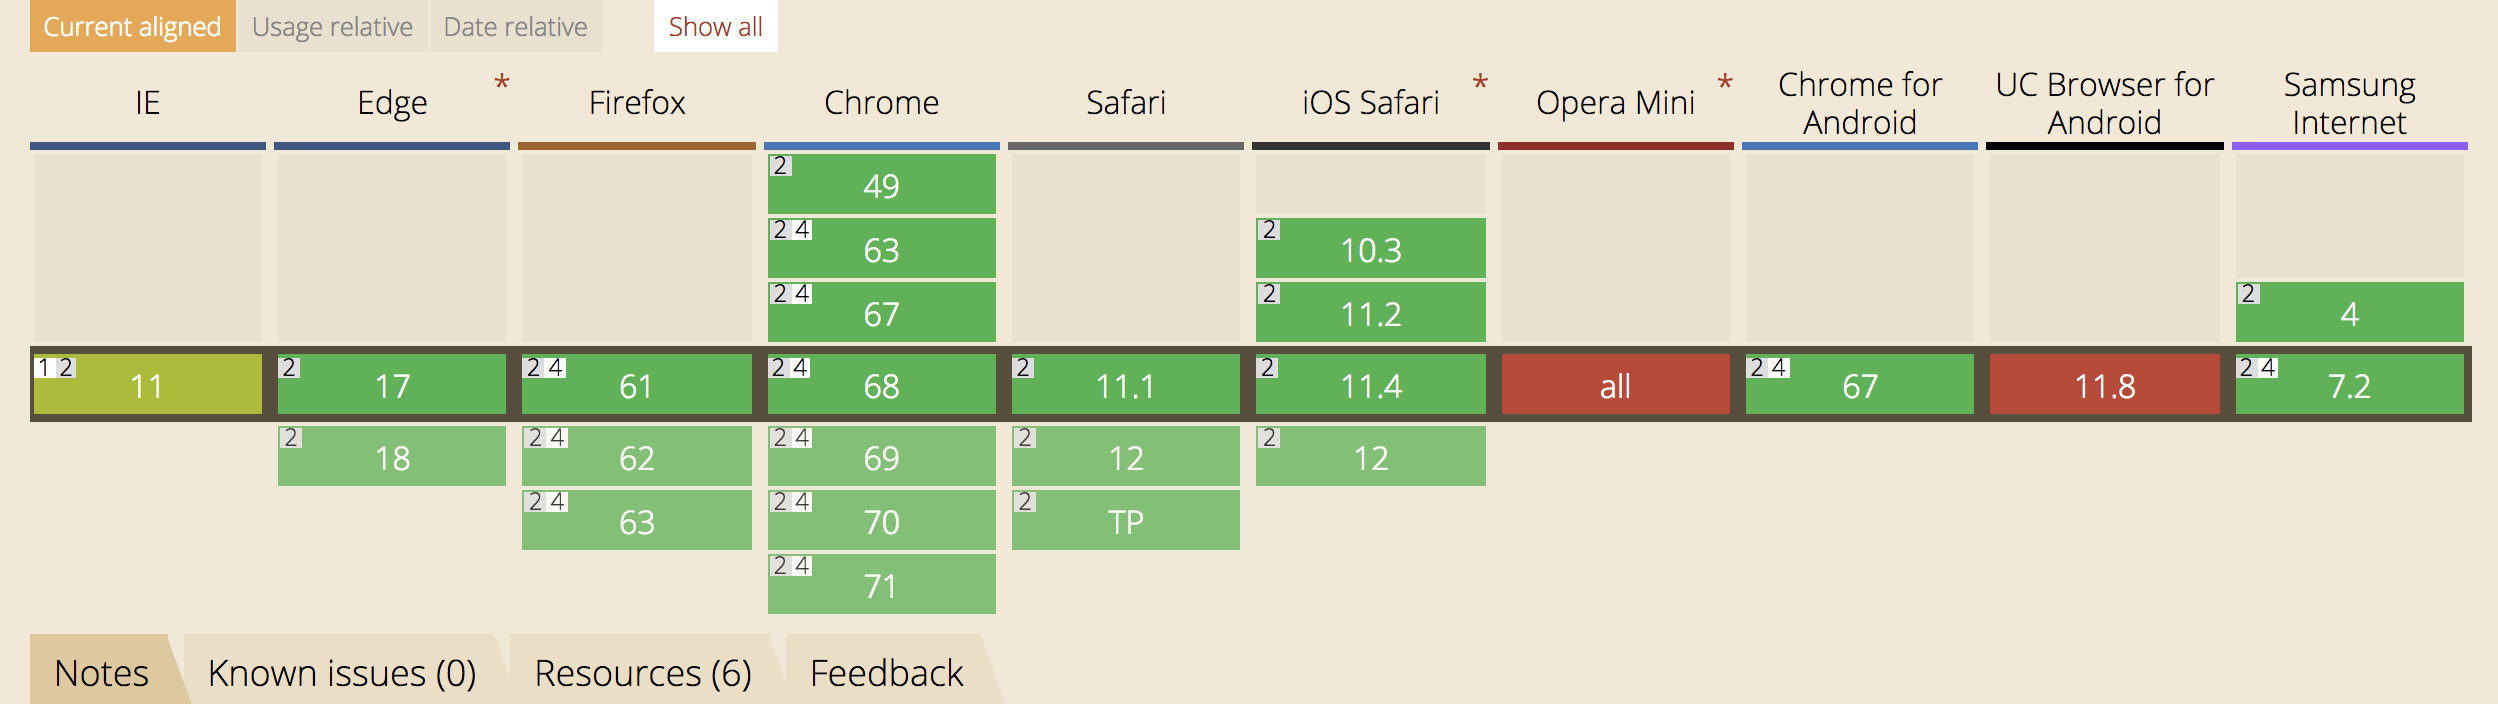 Current aligned Usage relative Date relative Show all
IE Edge * Firefox Chrome Safari iOS Safari * Opera Mini * Chrome for Android UC Browser for Android Samsung Internet
2 49
2 4 63 2 10.3
2 4 67 2 11.2 2 4
1 2 11 2 17 2 4 61 2 4 68 2 11.1 2 11.4 all 2 4 67 11.8 2 4 7.2
2 18 2 4 62 2 4 69 2 12 2 12
2 4 63 2 4 70 2 TP
2 4 71
Notes Known issues (0) Resources (6) Feedback